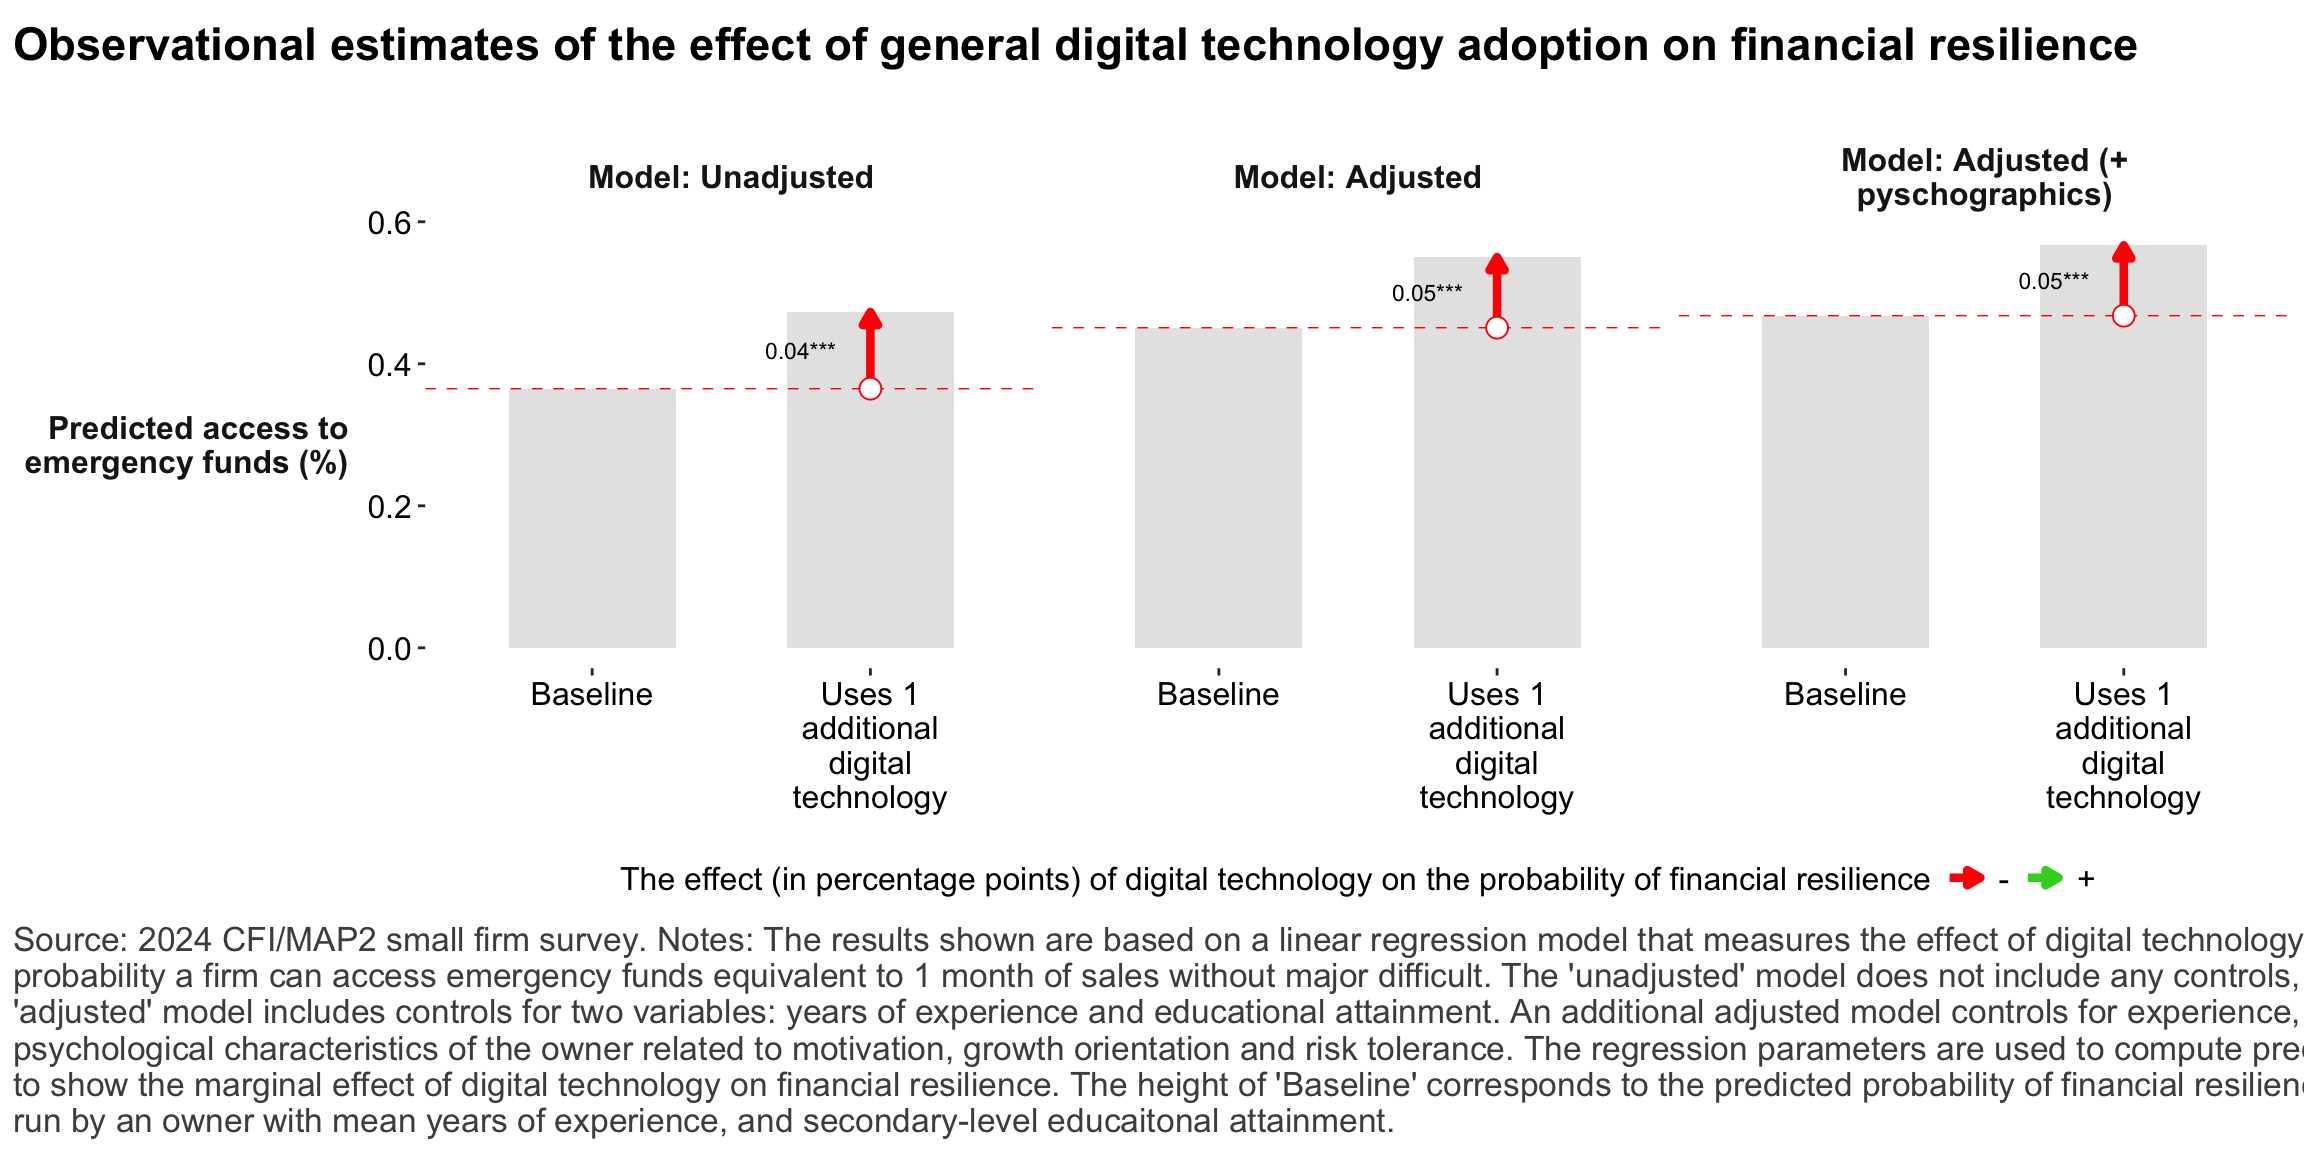 Observational estimates of the effect of general digital technology adoption on financial resilience
Model: Unadjusted
Model: Adjusted
Model: Adjusted (+
pyschographics)
0.6
0.4
0.2
0.0
Predicted access to
emergency funds (%)
0.04***
0.05***
0.05***
Baseline
Uses 1
additional
digital
technology
Baseline
Uses 1
additional
digital
technology
Baseline
Uses 1
additional
digital
technology
The effect (in percentage points) of digital technology on the probability of financial resilience - +
Source: 2024 CFI/MAP2 small firm survey. Notes: The results shown are based on a linear regression model that measures the effect of digital technology
probability a firm can access emergency funds equivalent to 1 month of sales without major difficult. The 'unadjusted' model does not include any controls,
'adjusted' model includes controls for two variables: years of experience and educational attainment. An additional adjusted model controls for experience,
psychological characteristics of the owner related to motivation, growth orientation and risk tolerance. The regression parameters are used to compute
to show the marginal effect of digital technology on financial resilience. The height of 'Baseline' corresponds to the predicted probability of financial
run by an owner with mean years of experience, and secondary-level educaitonal attainment.